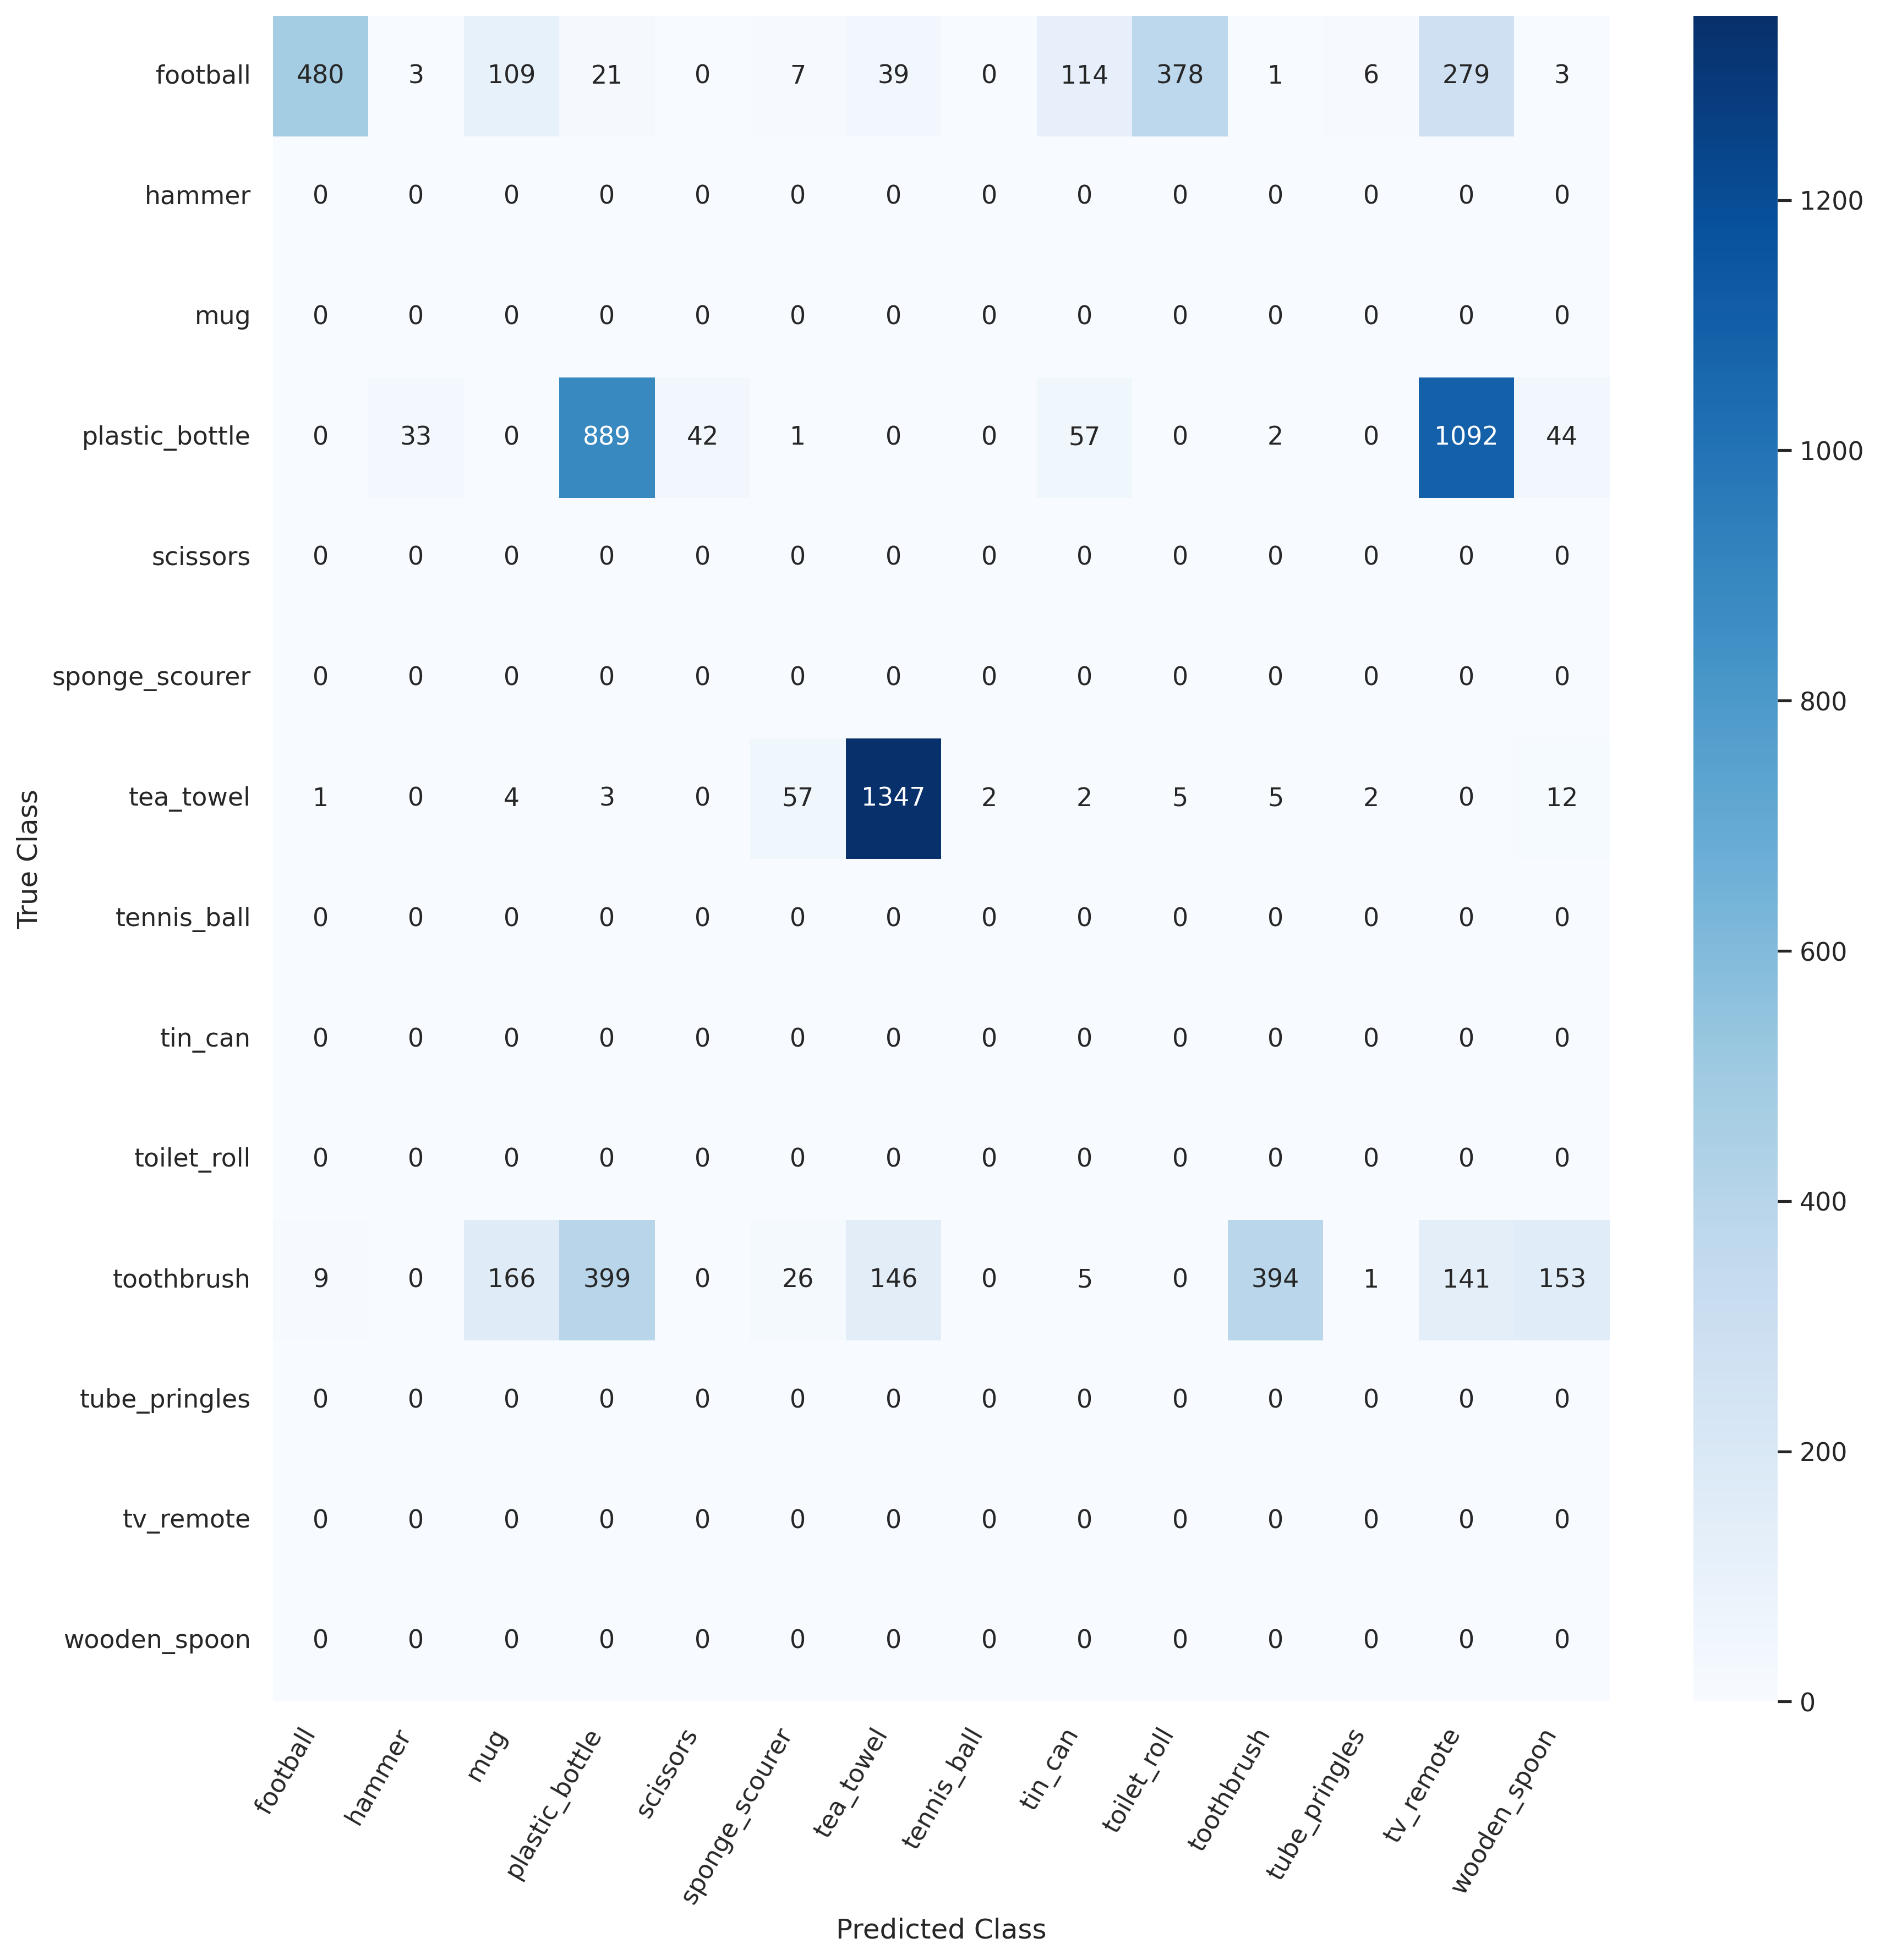 football 480 3 109 21 0 7 39 0 114 378 1 6 279 3
hammer 0 0 0 0 0 0 0 0 0 0 0 0 0 0
mug 0 0 0 0 0 0 0 0 0 0 0 0 0 0
plastic_bottle 0 33 0 889 42 1 0 0 57 0 2 0 1092 44
scissors 0 0 0 0 0 0 0 0 0 0 0 0 0 0
sponge_scourer 0 0 0 0 0 0 0 0 0 0 0 0 0 0
tea_towel 1 0 4 3 0 57 1347 2 2 5 5 2 0 12
tennis_ball 0 0 0 0 0 0 0 0 0 0 0 0 0 0
tin_can 0 0 0 0 0 0 0 0 0 0 0 0 0 0
toilet_roll 0 0 0 0 0 0 0 0 0 0 0 0 0 0
toothbrush 9 0 166 399 0 26 146 0 5 0 394 1 141 153
tube_pringles 0 0 0 0 0 0 0 0 0 0 0 0 0 0
tv_remote 0 0 0 0 0 0 0 0 0 0 0 0 0 0
wooden_spoon 0 0 0 0 0 0 0 0 0 0 0 0 0 0
True Class
football
hammer
mug
plastic_bottle
scissors
sponge_scourer
tea_towel
tennis_ball
tin_can
toilet_roll
toothbrush
tube_pringles
tv_remote
wooden_spoon
Predicted Class
1200
1000
800
600
400
200
0